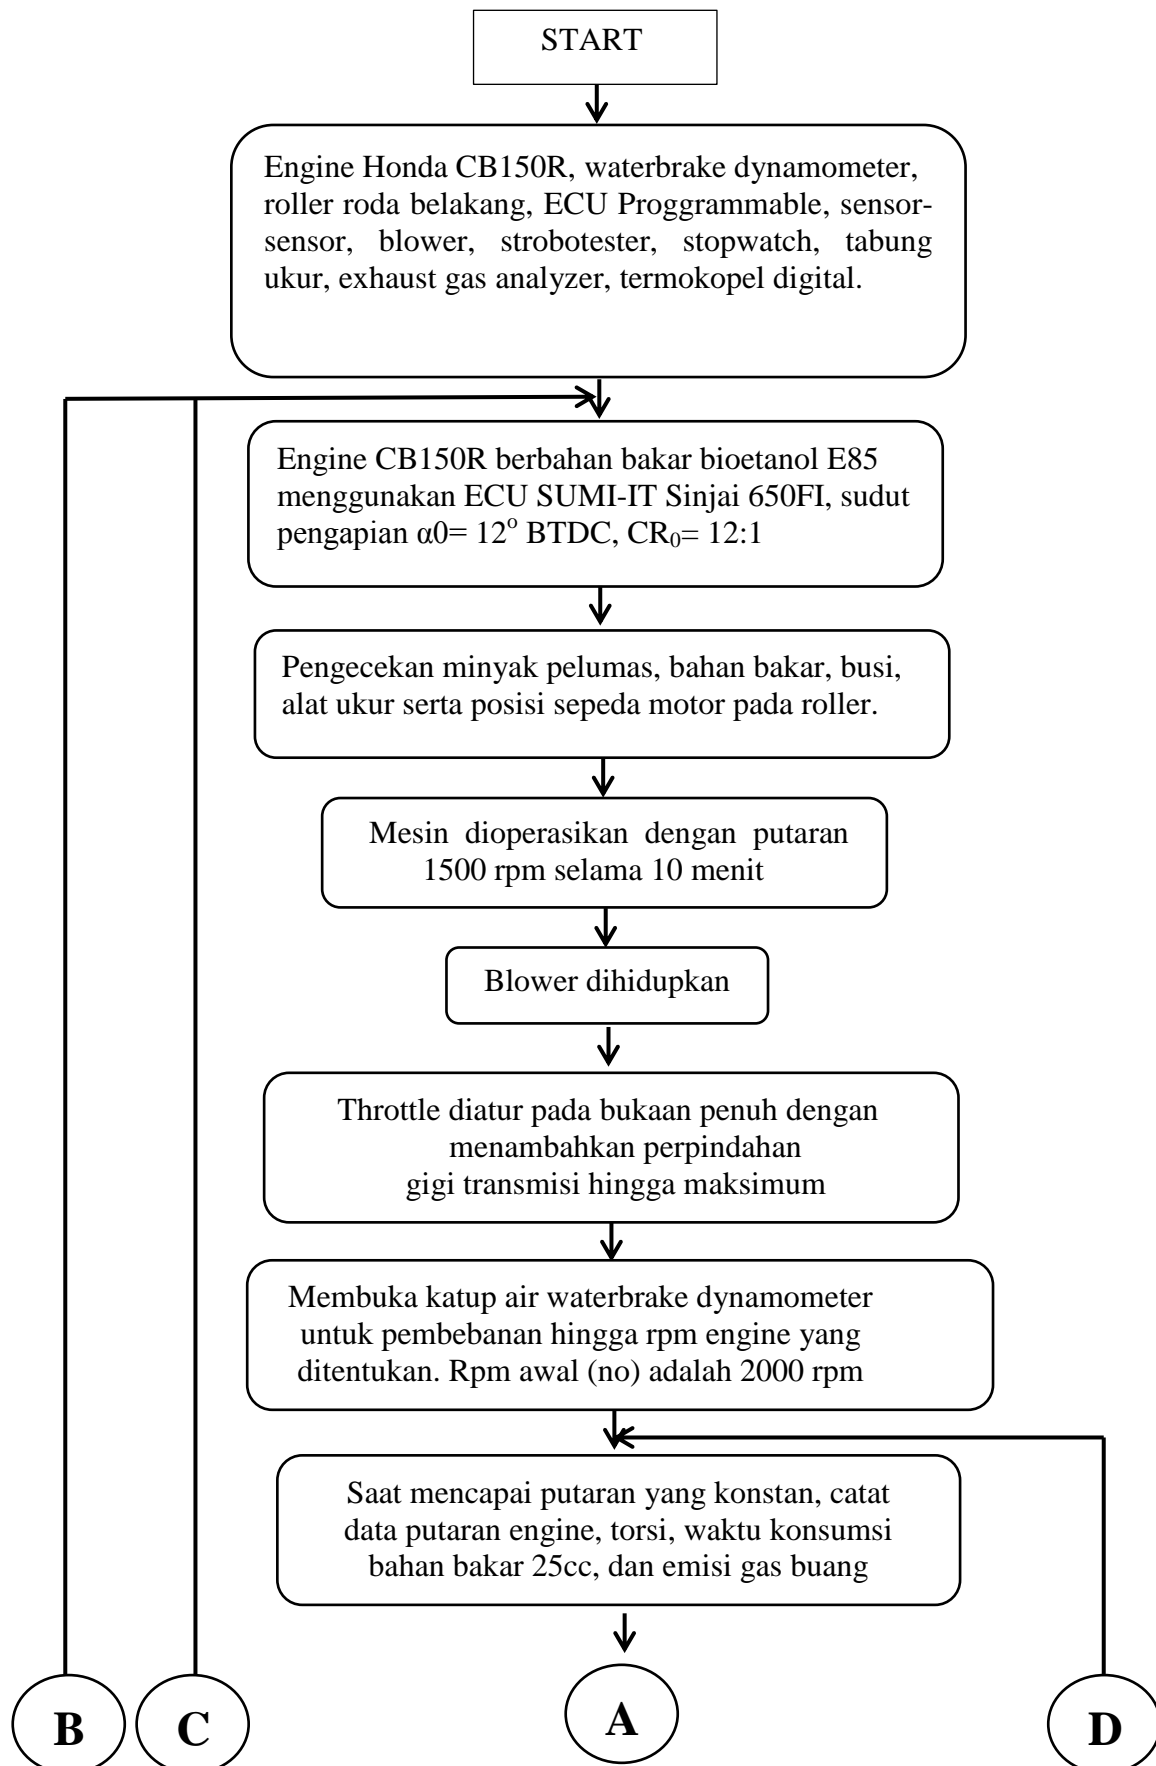 START
Engine Honda CB150R, waterbrake dynamometer,
roller roda belakang, ECU Proggrammable, sensor-
sensor, blower, strobotester, stopwatch, tabung
ukur, exhaust gas analyzer, termokopel digital.
Engine CB150R berbahan bakar bioetanol E85
menggunakan ECU SUMI-IT Sinjai 650FI, sudut
pengapian α0= 12° BTDC, CR₀= 12:1
Pengecekan minyak pelumas, bahan bakar, busi,
alat ukur serta posisi sepeda motor pada roller.
Mesin dioperasikan dengan putaran
1500 rpm selama 10 menit
Blower dihidupkan
Throttle diatur pada bukaan penuh dengan
menambahkan perpindahan
gigi transmisi hingga maksimum
Membuka katup air waterbrake dynamometer
untuk pembebanan hingga rpm engine yang
ditentukan. Rpm awal (no) adalah 2000 rpm
Saat mencapai putaran yang konstan, catat
data putaran engine, torsi, waktu konsumsi
bahan bakar 25cc, dan emisi gas buang
B
C
A
D